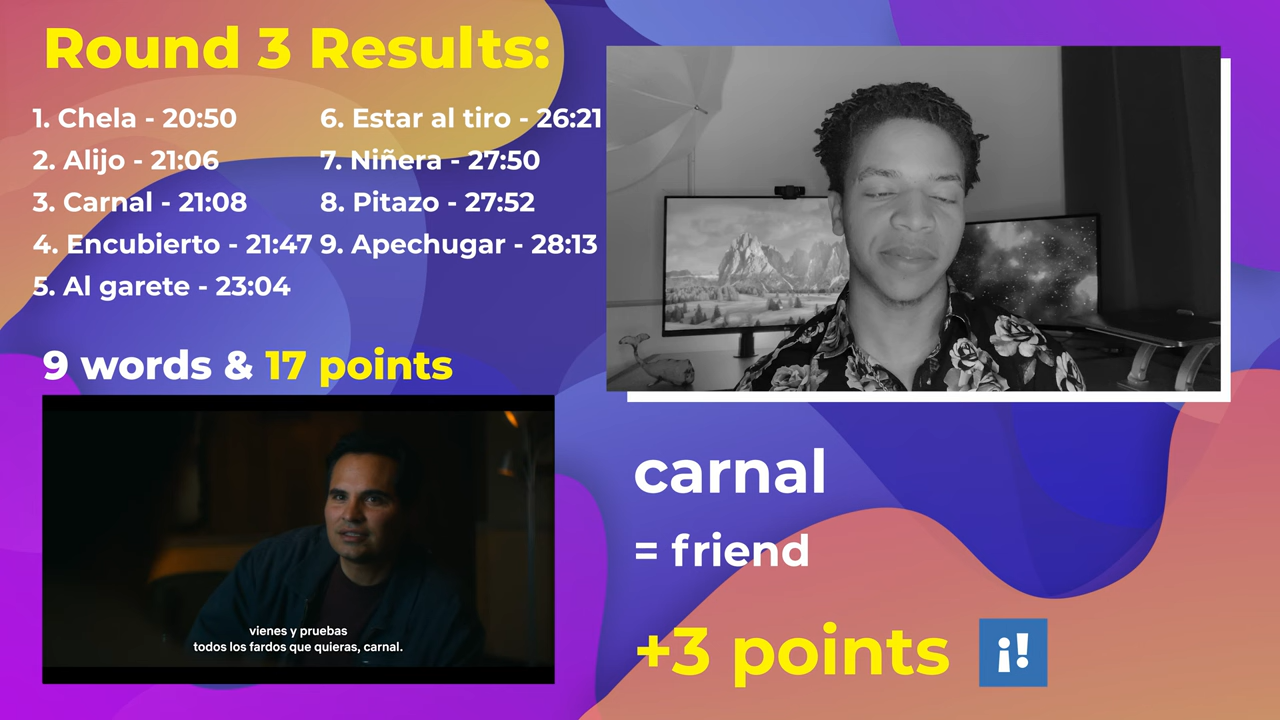 Round 3 Results:
1. Chela - 20:50
2. Alijo - 21:06
3. Carnal - 21:08
4. Encubierto - 21:47
5. Al garete - 23:04
6. Estar al tiro - 26:21
7. Niñera - 27:50
8. Pitazo - 27:52
9. Apechugar - 28:13
9 words & 17 points
vienes y pruebas
todos los fardos que quieras, carnal.
carnal
= friend
+3 points ¡!